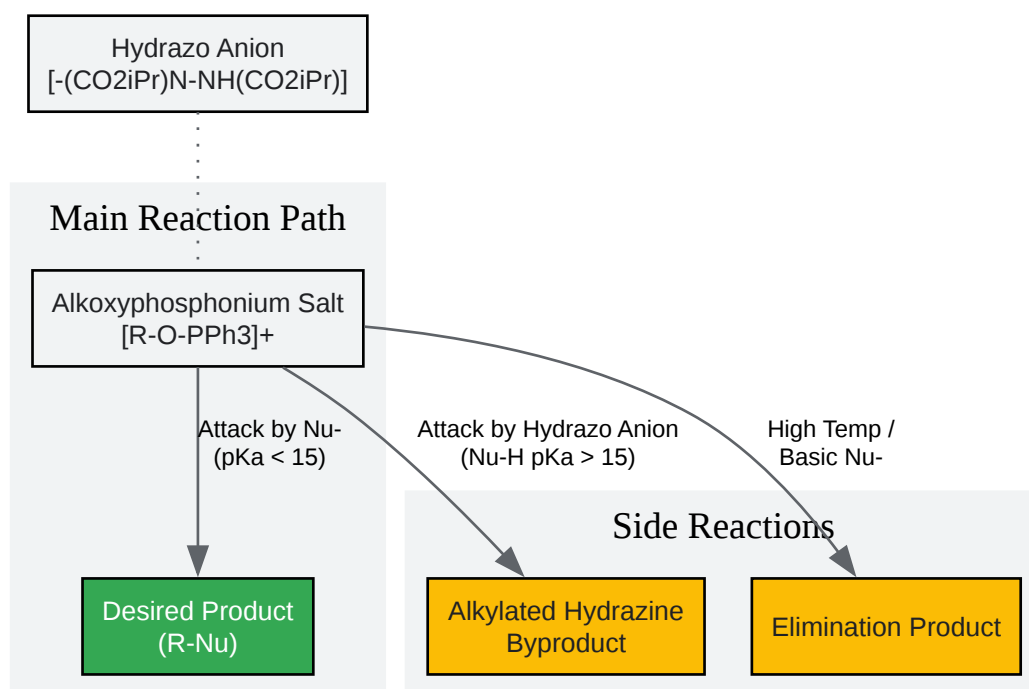 Hydrazo Anion
[-(CO2iPr)N-NH(CO2iPr)]
Main Reaction Path
Alkoxyphosphonium Salt
[R-O-PPh3]+
Attack by Nu-
(pKa < 15)
Attack by Hydrazo Anion
(Nu-H pKa > 15)
High Temp /
Basic Nu-
Side Reactions
Desired Product
(R-Nu)
Alkylated Hydrazine
Byproduct
Elimination Product